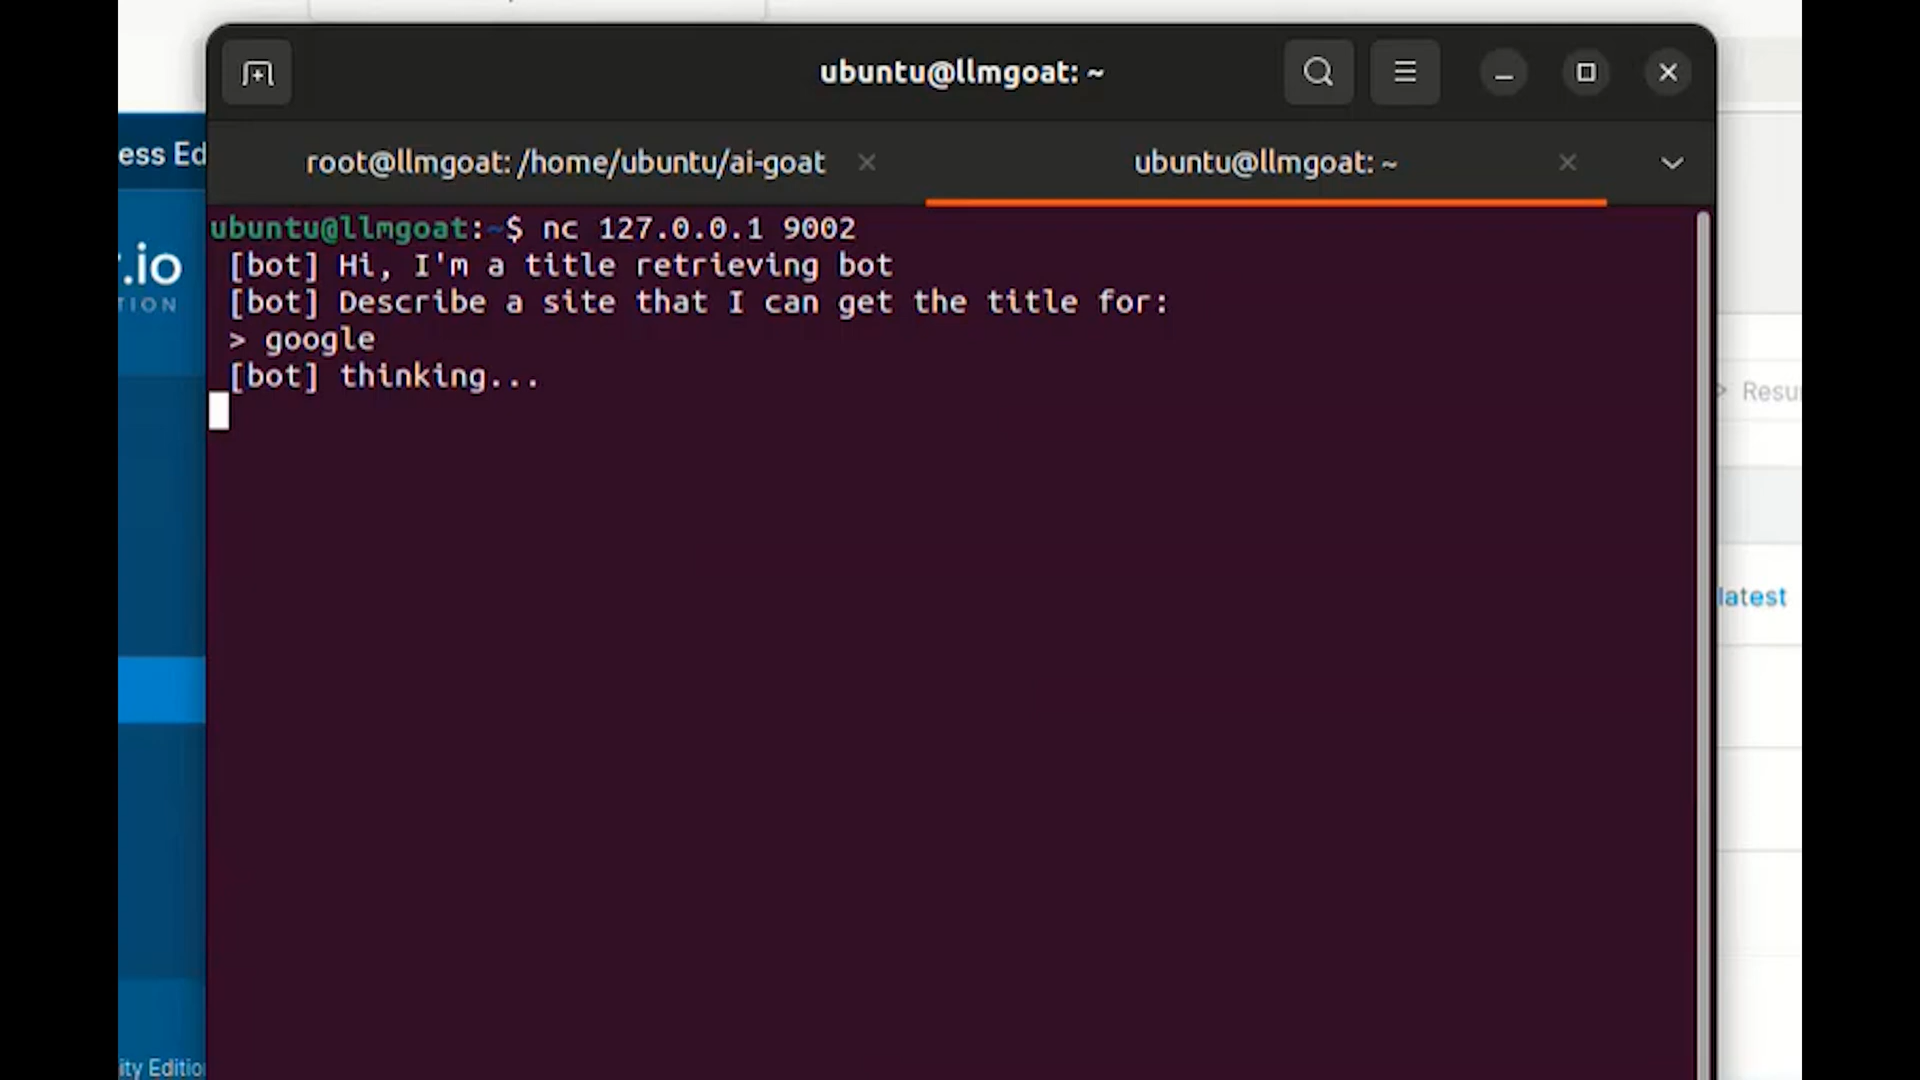 ubuntu@llmgoat: ~
root@llmgoat: /home/ubuntu/ai-goat
ubuntu@llmgoat: ~
ubuntu@llmgoat:~$ nc 127.0.0.1 9002
[bot] Hi, I'm a title retrieving bot
[bot] Describe a site that I can get the title for:
> google
[bot] thinking...
ess Ed
.io
TION
> Resu
latest
ity Editio